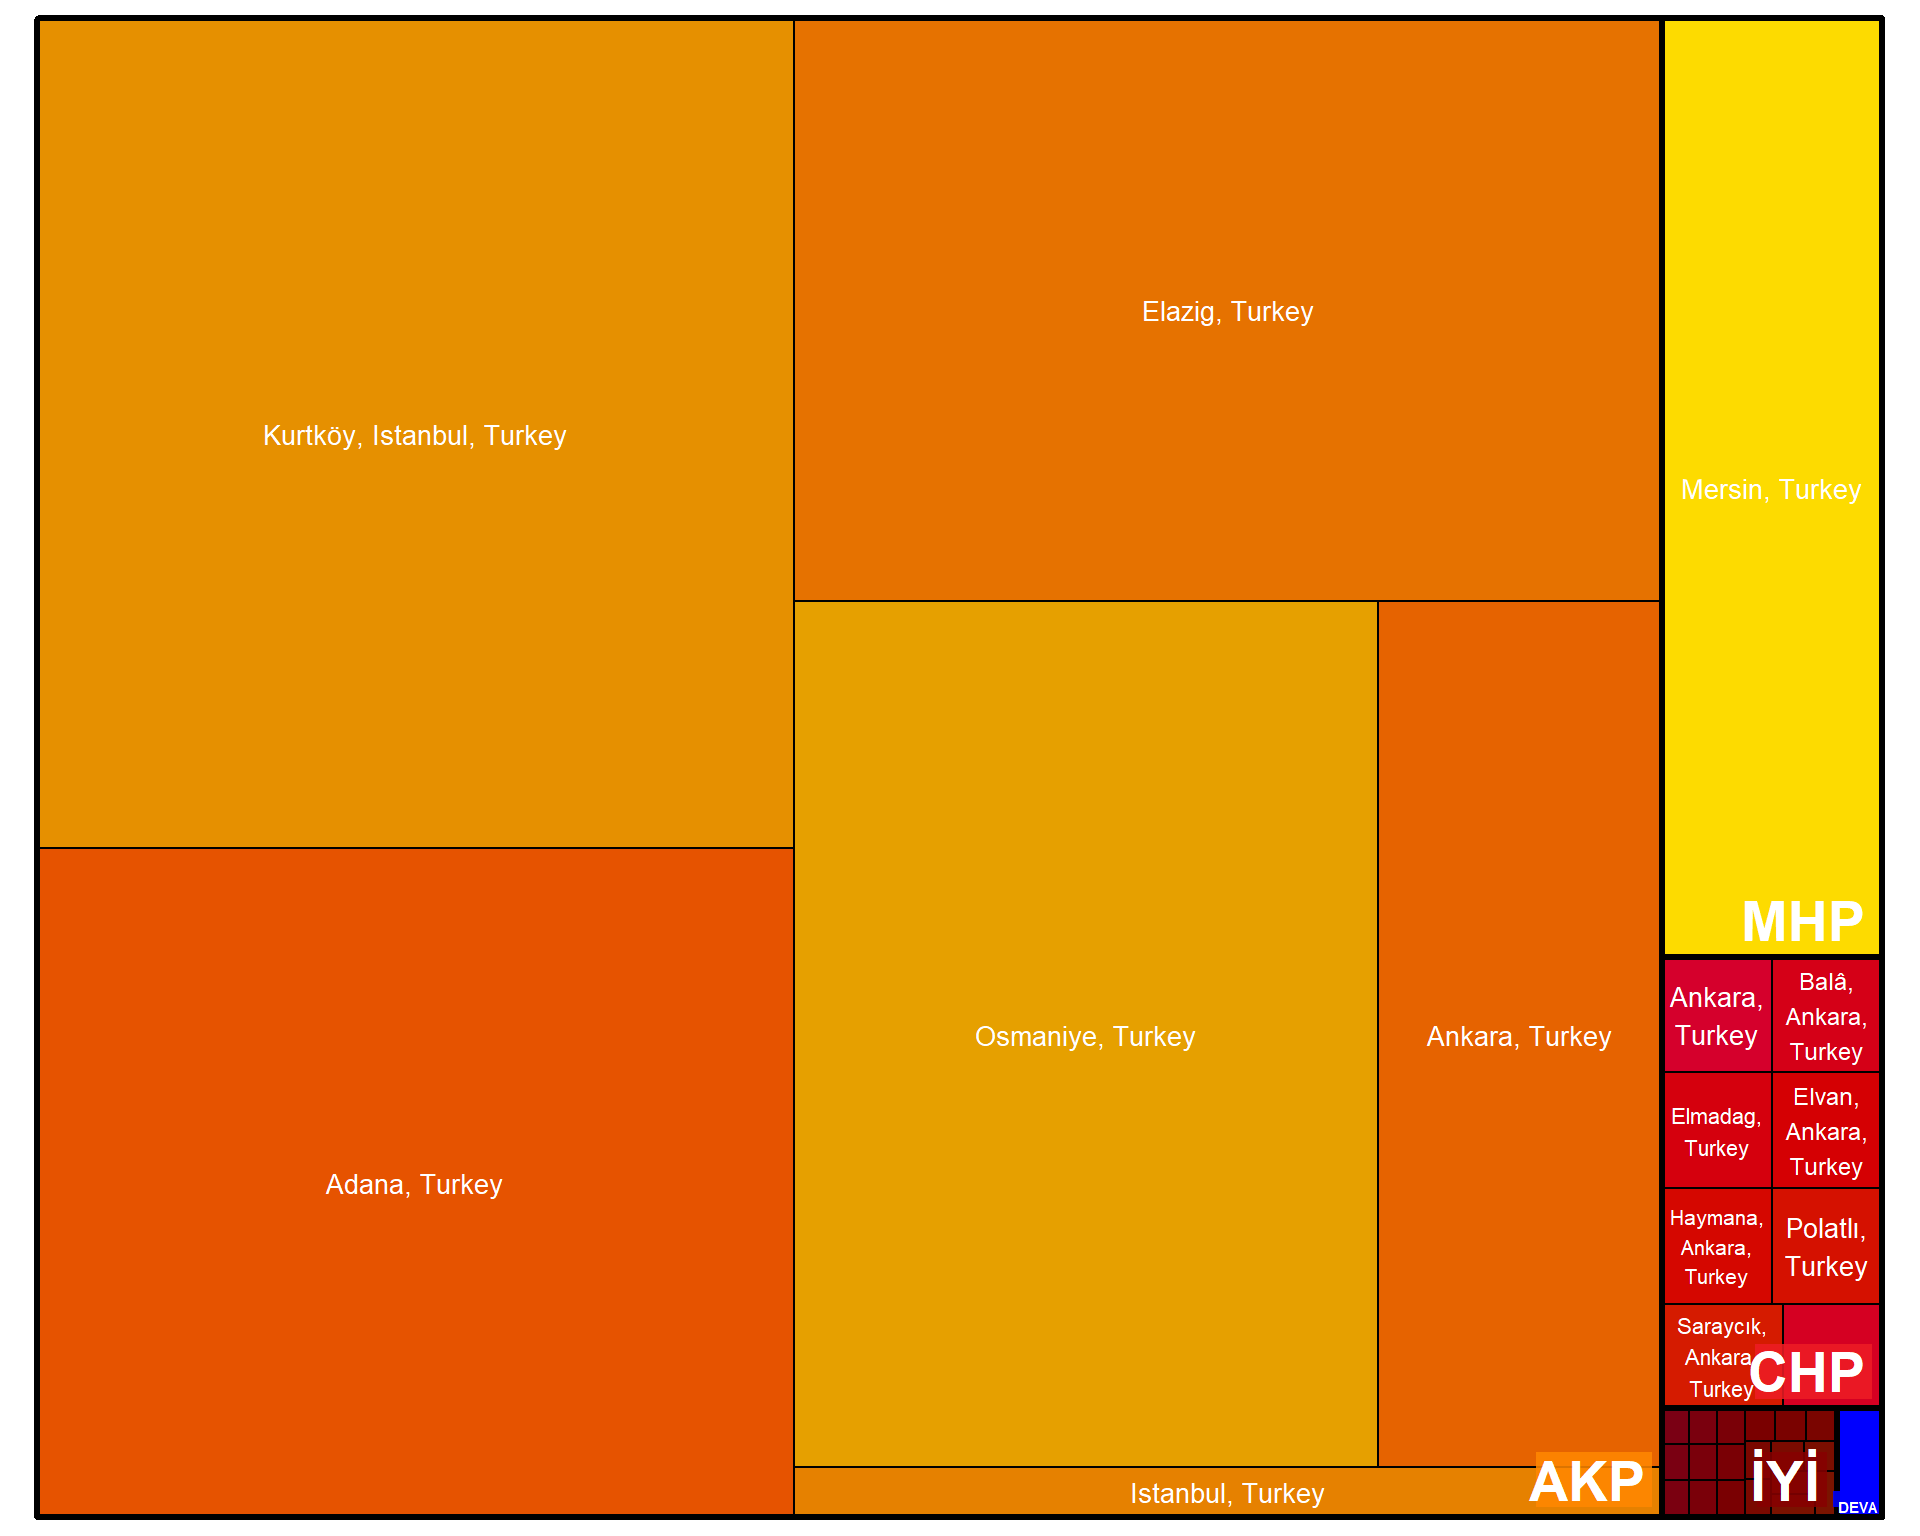 Kurtköy, Istanbul, Turkey
Adana, Turkey
Elazig, Turkey
Osmaniye, Turkey
Ankara, Turkey
Istanbul, Turkey
AKP
Mersin, Turkey
MHP
Ankara,
Turkey
Balâ,
Ankara,
Turkey
Elmadag,
Turkey
Elvan,
Ankara,
Turkey
Haymana,
Ankara,
Turkey
Polatlı,
Turkey
Saraycık,
Ankara,
Turkey
CHP
İYİ
DEVA